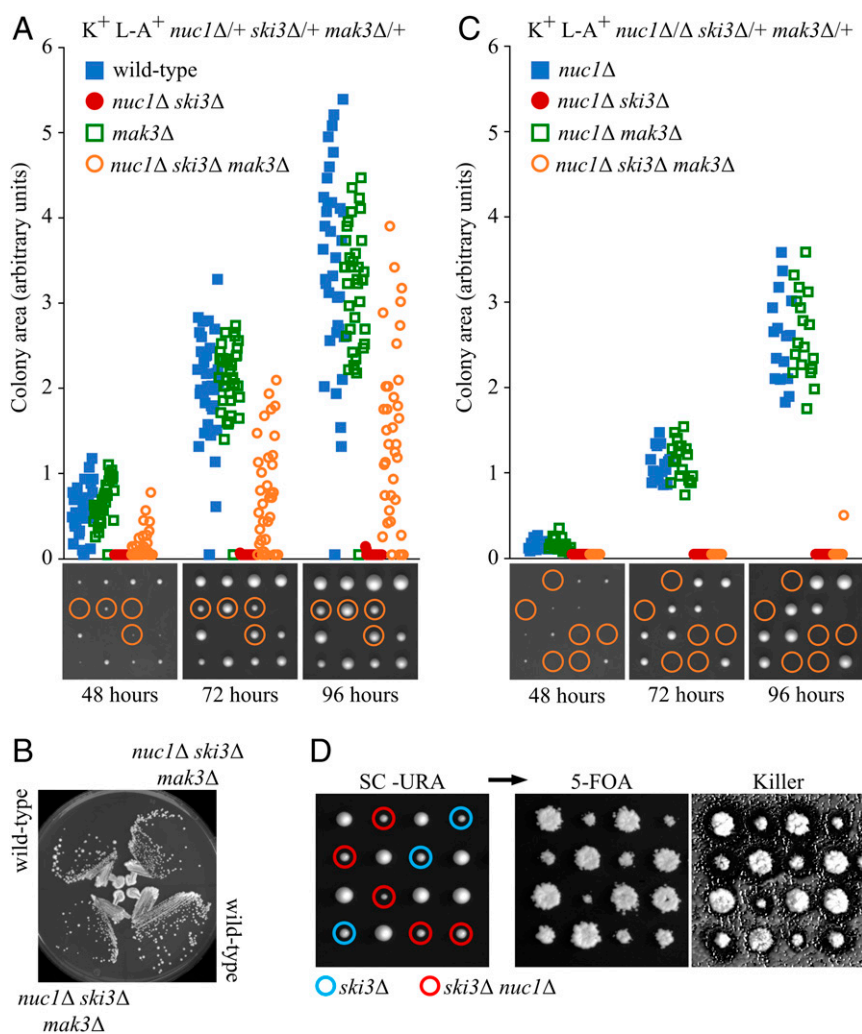 A
K⁺ L-A⁺ nuc1Δ/+ ski3Δ/+ mak3Δ/+
Colony area (arbitrary units)
6
5
4
3
2
1
0
wild-type
nuc1Δ ski3Δ
mak3Δ
nuc1Δ ski3Δ mak3Δ
48 hours
72 hours
96 hours
C
K⁺ L-A⁺ nuc1Δ/Δ ski3Δ/+ mak3Δ/+
Colony area (arbitrary units)
6
5
4
3
2
1
0
nuc1Δ
nuc1Δ ski3Δ
nuc1Δ mak3Δ
nuc1Δ ski3Δ mak3Δ
48 hours
72 hours
96 hours
B
nuc1Δ ski3Δ
mak3Δ
wild-type
wild-type
nuc1Δ ski3Δ
mak3Δ
D
SC -URA
5-FOA
Killer
ski3Δ
ski3Δ nuc1Δ